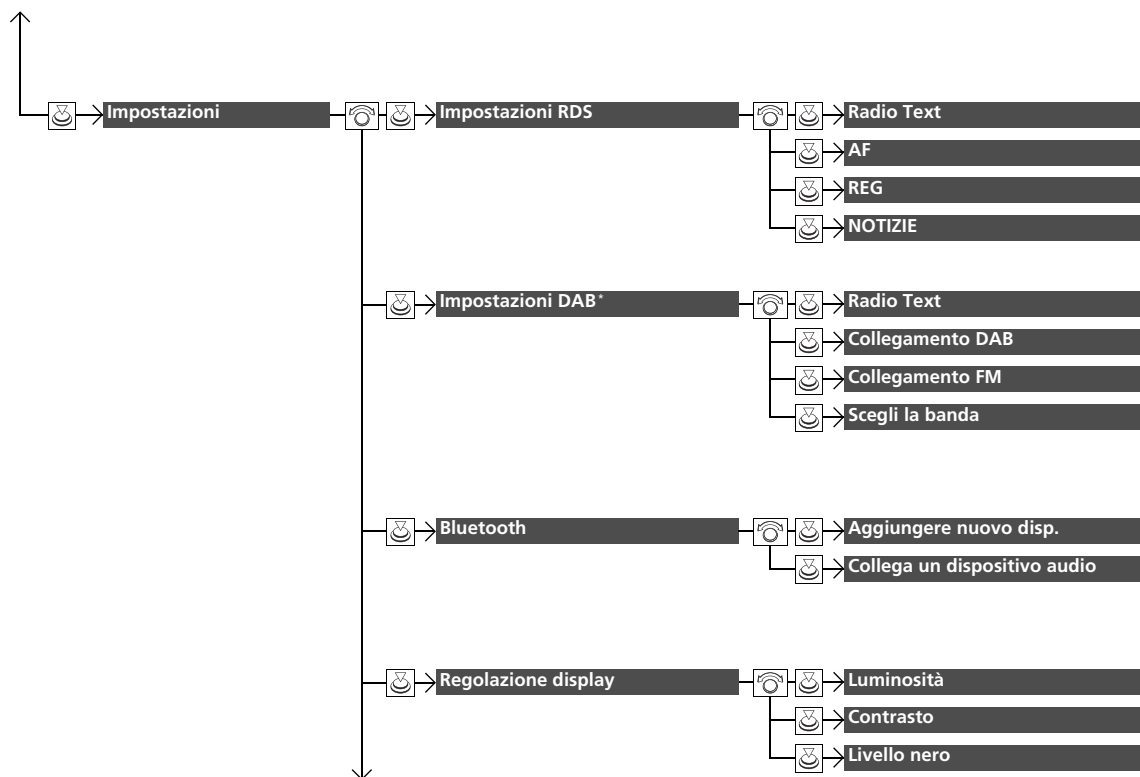 Impostazioni
Impostazioni RDS
Radio Text
AF
REG
NOTIZIE
Impostazioni DAB*
Radio Text
Collegamento DAB
Collegamento FM
Scegli la banda
Bluetooth
Aggiungere nuovo disp.
Collega un dispositivo audio
Regolazione display
Luminosità
Contrasto
Livello nero